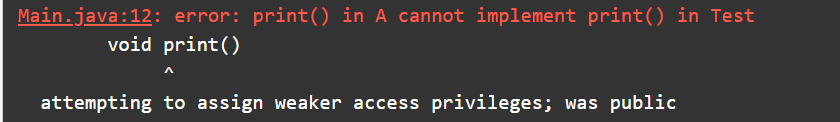 Main.java:12: error: print() in A cannot implement print() in Test
void print()
^
attempting to assign weaker access privileges; was public